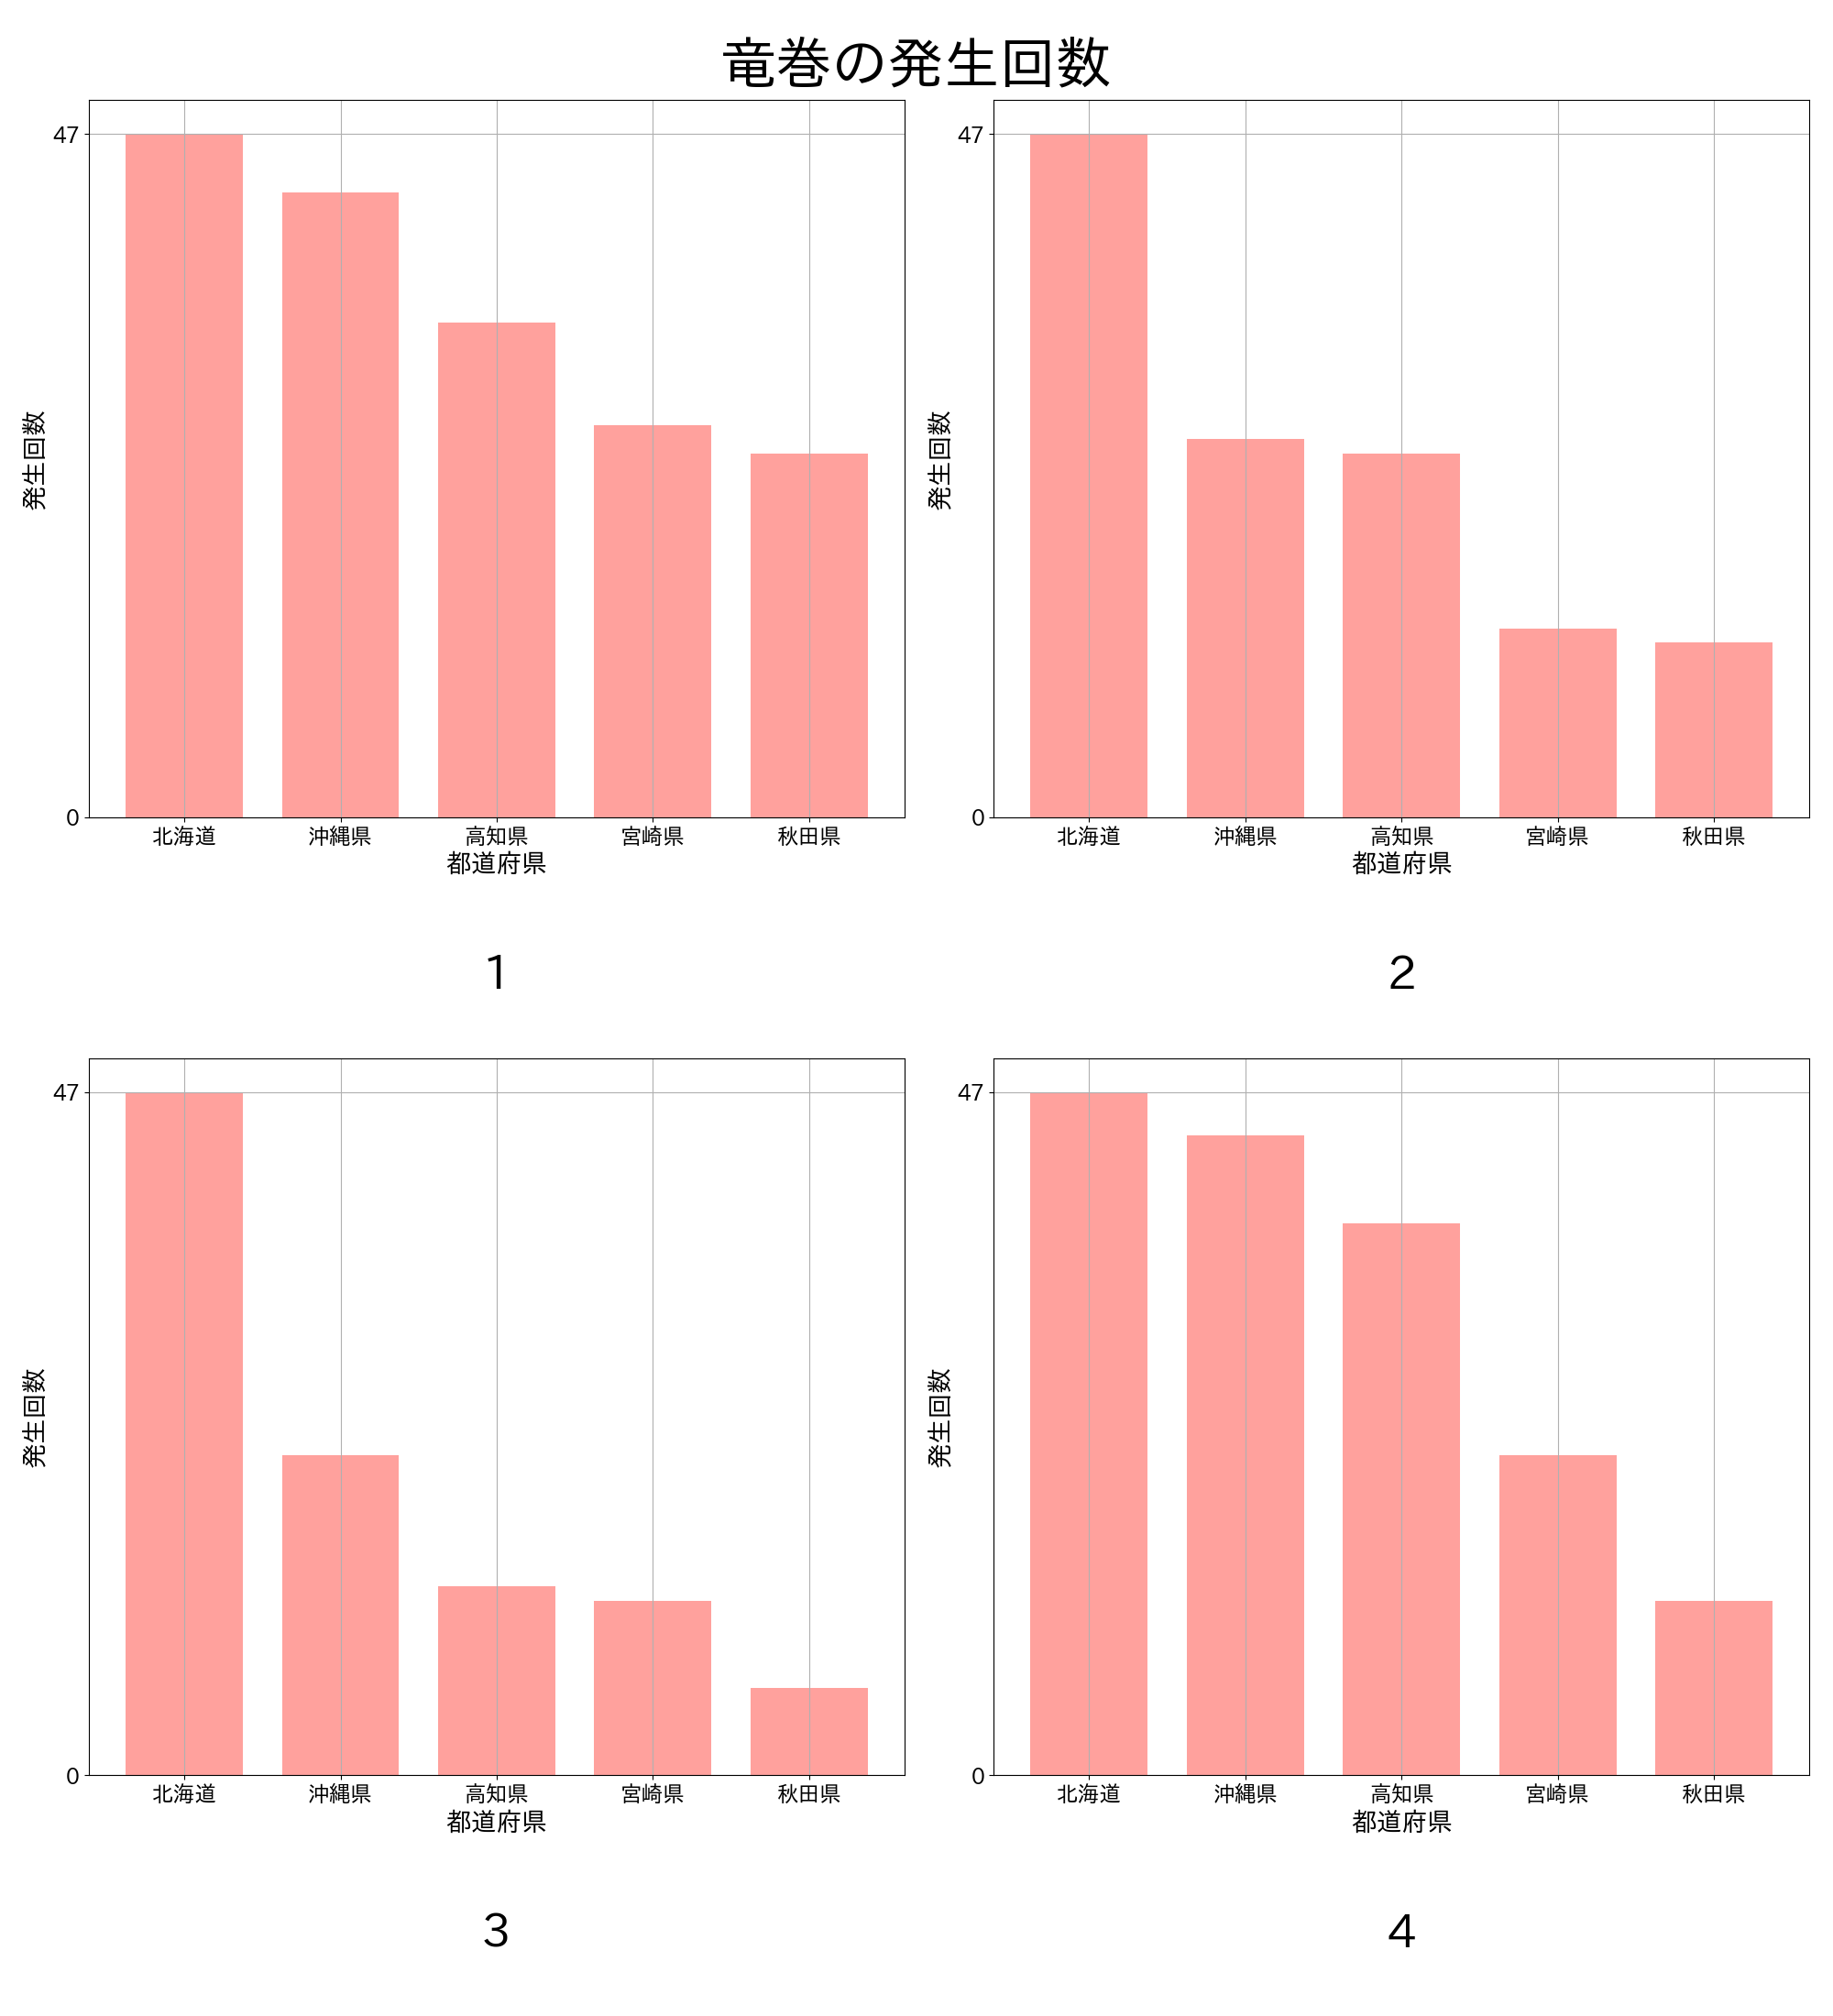 竜巻の発生回数
47
発生回数
0
北海道 沖縄県 高知県 宮崎県 秋田県
都道府県
1
47
発生回数
0
北海道 沖縄県 高知県 宮崎県 秋田県
都道府県
2
47
発生回数
0
北海道 沖縄県 高知県 宮崎県 秋田県
都道府県
3
47
発生回数
0
北海道 沖縄県 高知県 宮崎県 秋田県
都道府県
4